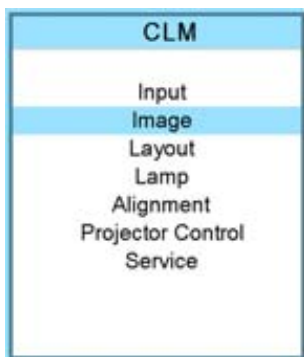 CLM
Input
Image
Layout
Lamp
Alignment
Projector Control
Service